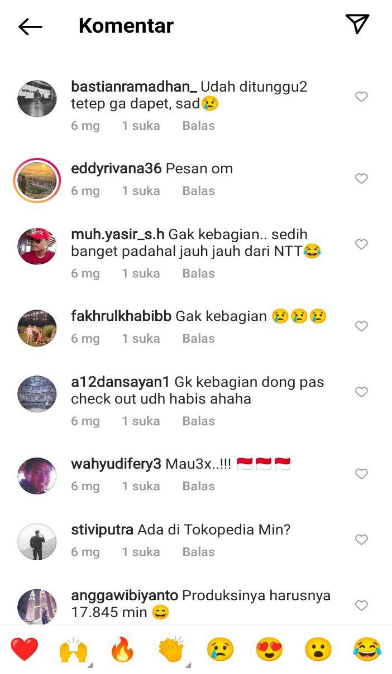 Komentar
bastianramadhan_ Udah ditunggu2
tetep ga dapet, sad😢
6 mg 1 suka Balas
eddyrivana36 Pesan om
6 mg 1 suka Balas
muh.yasir_s.h Gak kebagian.. sedih
banget padahal jauh jauh dari NTT😂
6 mg 1 suka Balas
fakhrulkhabibb Gak kebagian 😢😢😢
6 mg 1 suka Balas
a12dansayan1 Gk kebagian dong pas
check out udh habis ahaha
6 mg 1 suka Balas
wahyudifery3 Mau3x..!!! 🇮🇩🇮🇩🇮🇩
6 mg 1 suka Balas
stiviputra Ada di Tokopedia Min?
6 mg 1 suka Balas
anggawibiyanto Produksinya harusnya
17.845 min 😄